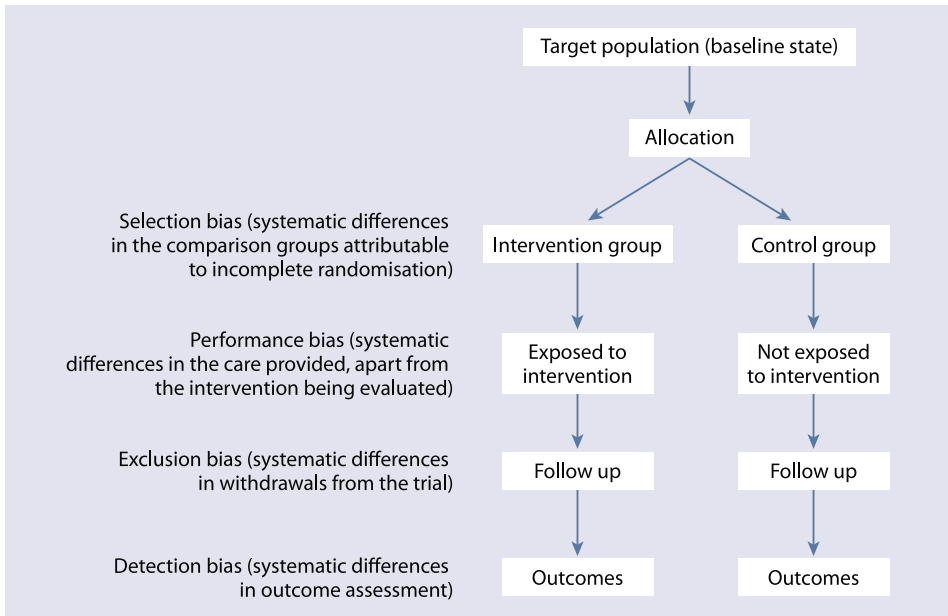 Target population (baseline state)
Allocation
Selection bias (systematic differences
in the comparison groups attributable
to incomplete randomisation)
Intervention group
Control group
Performance bias (systematic
differences in the care provided, apart from
the intervention being evaluated)
Exposed to
intervention
Not exposed
to intervention
Exclusion bias (systematic differences
in withdrawals from the trial)
Follow up
Follow up
Detection bias (systematic differences
in outcome assessment)
Outcomes
Outcomes